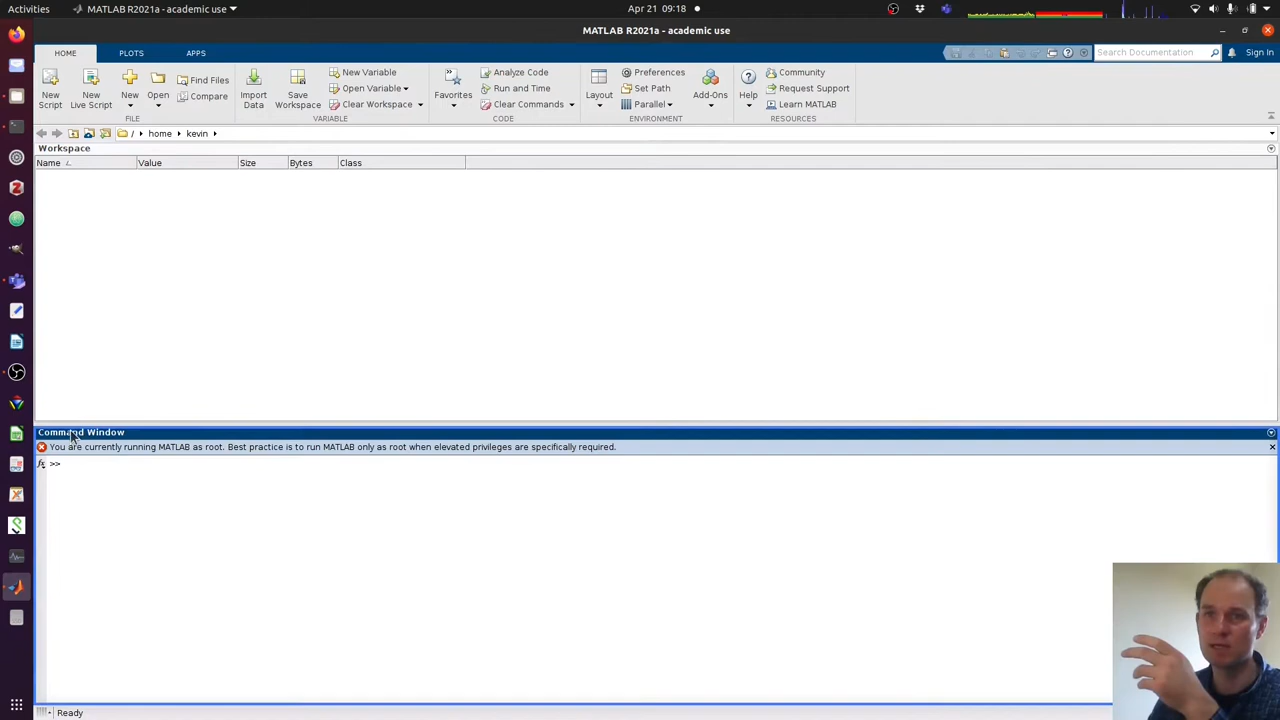 Activities
MATLAB R2021a - academic use
Apr 21 09:18
MATLAB R2021a - academic use
HOME
PLOTS
APPS
Search Documentation
Sign In
New Script
New Live Script
New
Open
Find Files
Compare
FILE
Import Data
Save Workspace
New Variable
Open Variable
Clear Workspace
VARIABLE
Favorites
Analyze Code
Run and Time
Clear Commands
CODE
Layout
Preferences
Set Path
Parallel
ENVIRONMENT
Add-Ons
Help
Community
Request Support
Learn MATLAB
RESOURCES
/ home kevin
Workspace
Name
Value
Size
Bytes
Class
Command Window
You are currently running MATLAB as root. Best practice is to run MATLAB only as root when elevated privileges are specifically required.
fx >>
Ready